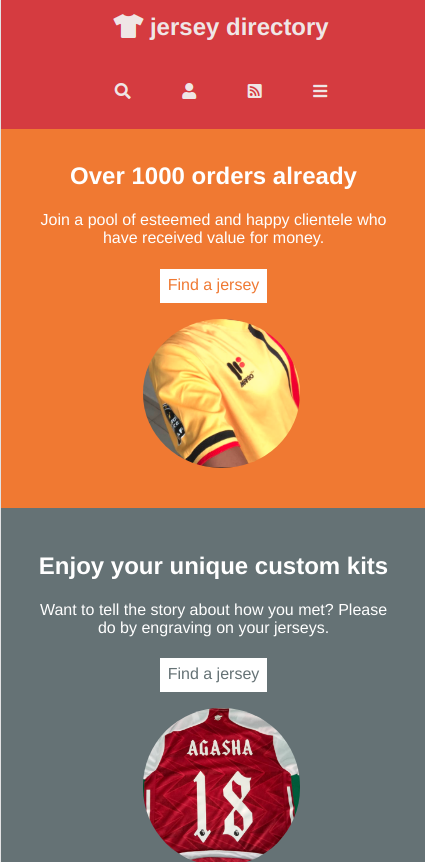 jersey directory
Over 1000 orders already
Join a pool of esteemed and happy clientele who
have received value for money.
Find a jersey
Enjoy your unique custom kits
Want to tell the story about how you met? Please
do by engraving on your jerseys.
Find a jersey
AGASHA
18